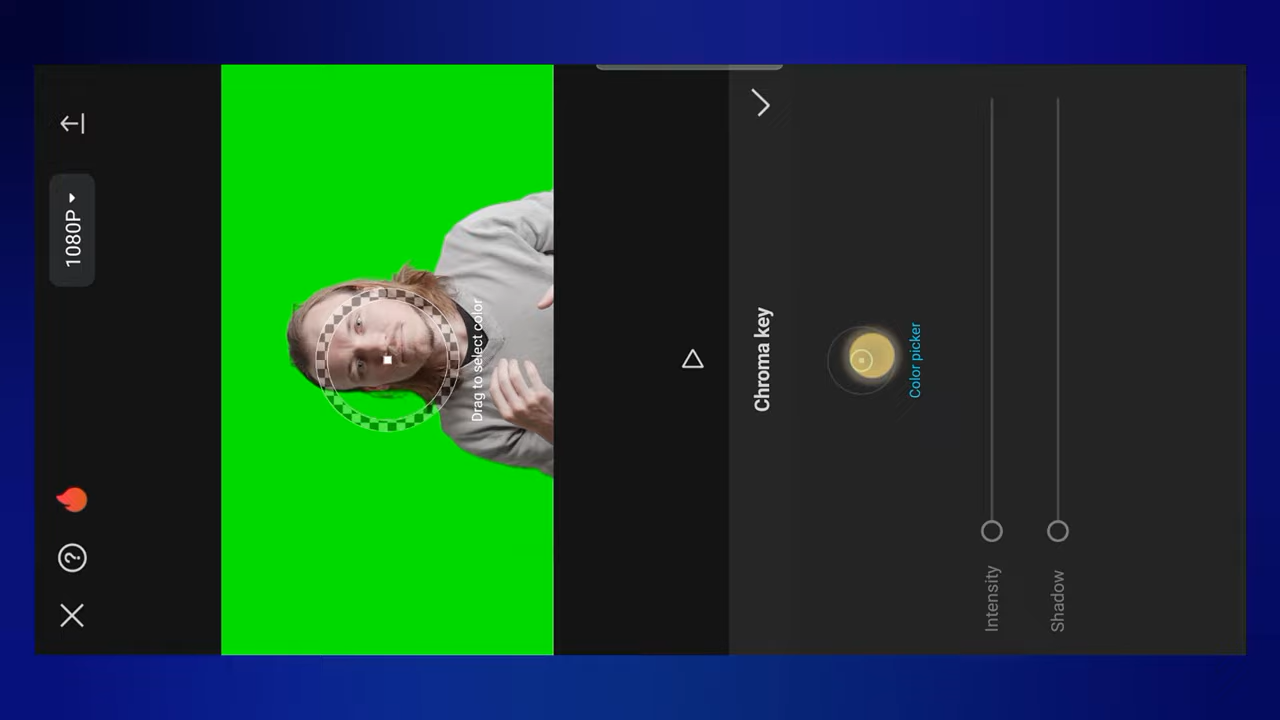 1080P
Drag to select color
Chroma key
Color picker
Intensity
Shadow